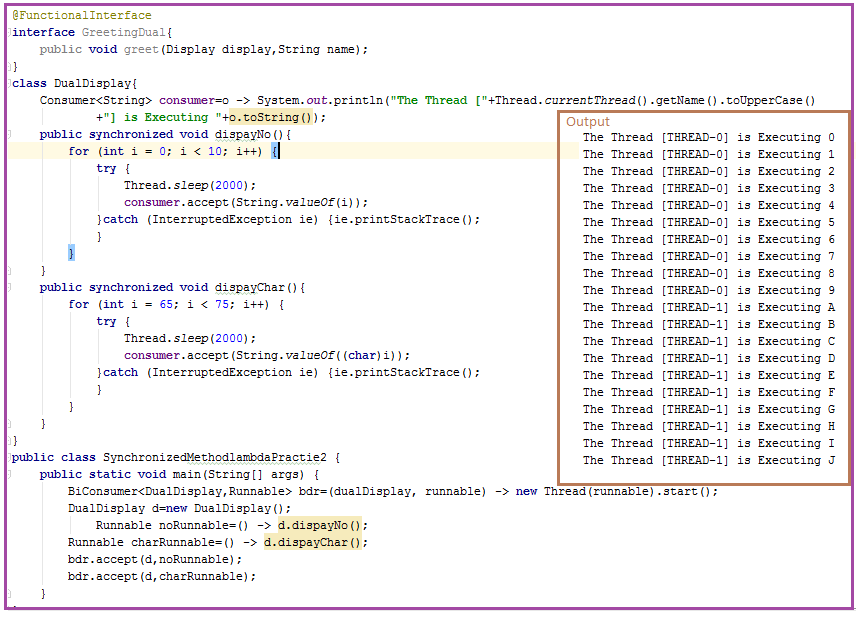 @FunctionalInterface
interface GreetingDual{
    public void greet(Display display,String name);
}
class DualDisplay{
    Consumer<String> consumer=o -> System.out.println("The Thread ["+Thread.currentThread().getName().toUpperCase()
            +"] is Executing "+o.toString());
    public synchronized void dispayNo(){
        for (int i = 0; i < 10; i++) {
            try {
                Thread.sleep(2000);
                consumer.accept(String.valueOf(i));
            }catch (InterruptedException ie) {ie.printStackTrace();
            }
        }
    }
    public synchronized void dispayChar(){
        for (int i = 65; i < 75; i++) {
            try {
                Thread.sleep(2000);
                consumer.accept(String.valueOf((char)i));
            }catch (InterruptedException ie) {ie.printStackTrace();
            }
        }
    }
}
public class SynchronizedMethodlambdaPractie2 {
    public static void main(String[] args) {
        BiConsumer<DualDisplay,Runnable> bdr=(dualDisplay, runnable) -> new Thread(runnable).start();
        DualDisplay d=new DualDisplay();
            Runnable noRunnable=() -> d.dispayNo();
        Runnable charRunnable=() -> d.dispayChar();
        bdr.accept(d,noRunnable);
        bdr.accept(d,charRunnable);
    }
Output
The Thread [THREAD-0] is Executing 0
The Thread [THREAD-0] is Executing 1
The Thread [THREAD-0] is Executing 2
The Thread [THREAD-0] is Executing 3
The Thread [THREAD-0] is Executing 4
The Thread [THREAD-0] is Executing 5
The Thread [THREAD-0] is Executing 6
The Thread [THREAD-0] is Executing 7
The Thread [THREAD-0] is Executing 8
The Thread [THREAD-0] is Executing 9
The Thread [THREAD-1] is Executing A
The Thread [THREAD-1] is Executing B
The Thread [THREAD-1] is Executing C
The Thread [THREAD-1] is Executing D
The Thread [THREAD-1] is Executing E
The Thread [THREAD-1] is Executing F
The Thread [THREAD-1] is Executing G
The Thread [THREAD-1] is Executing H
The Thread [THREAD-1] is Executing I
The Thread [THREAD-1] is Executing J